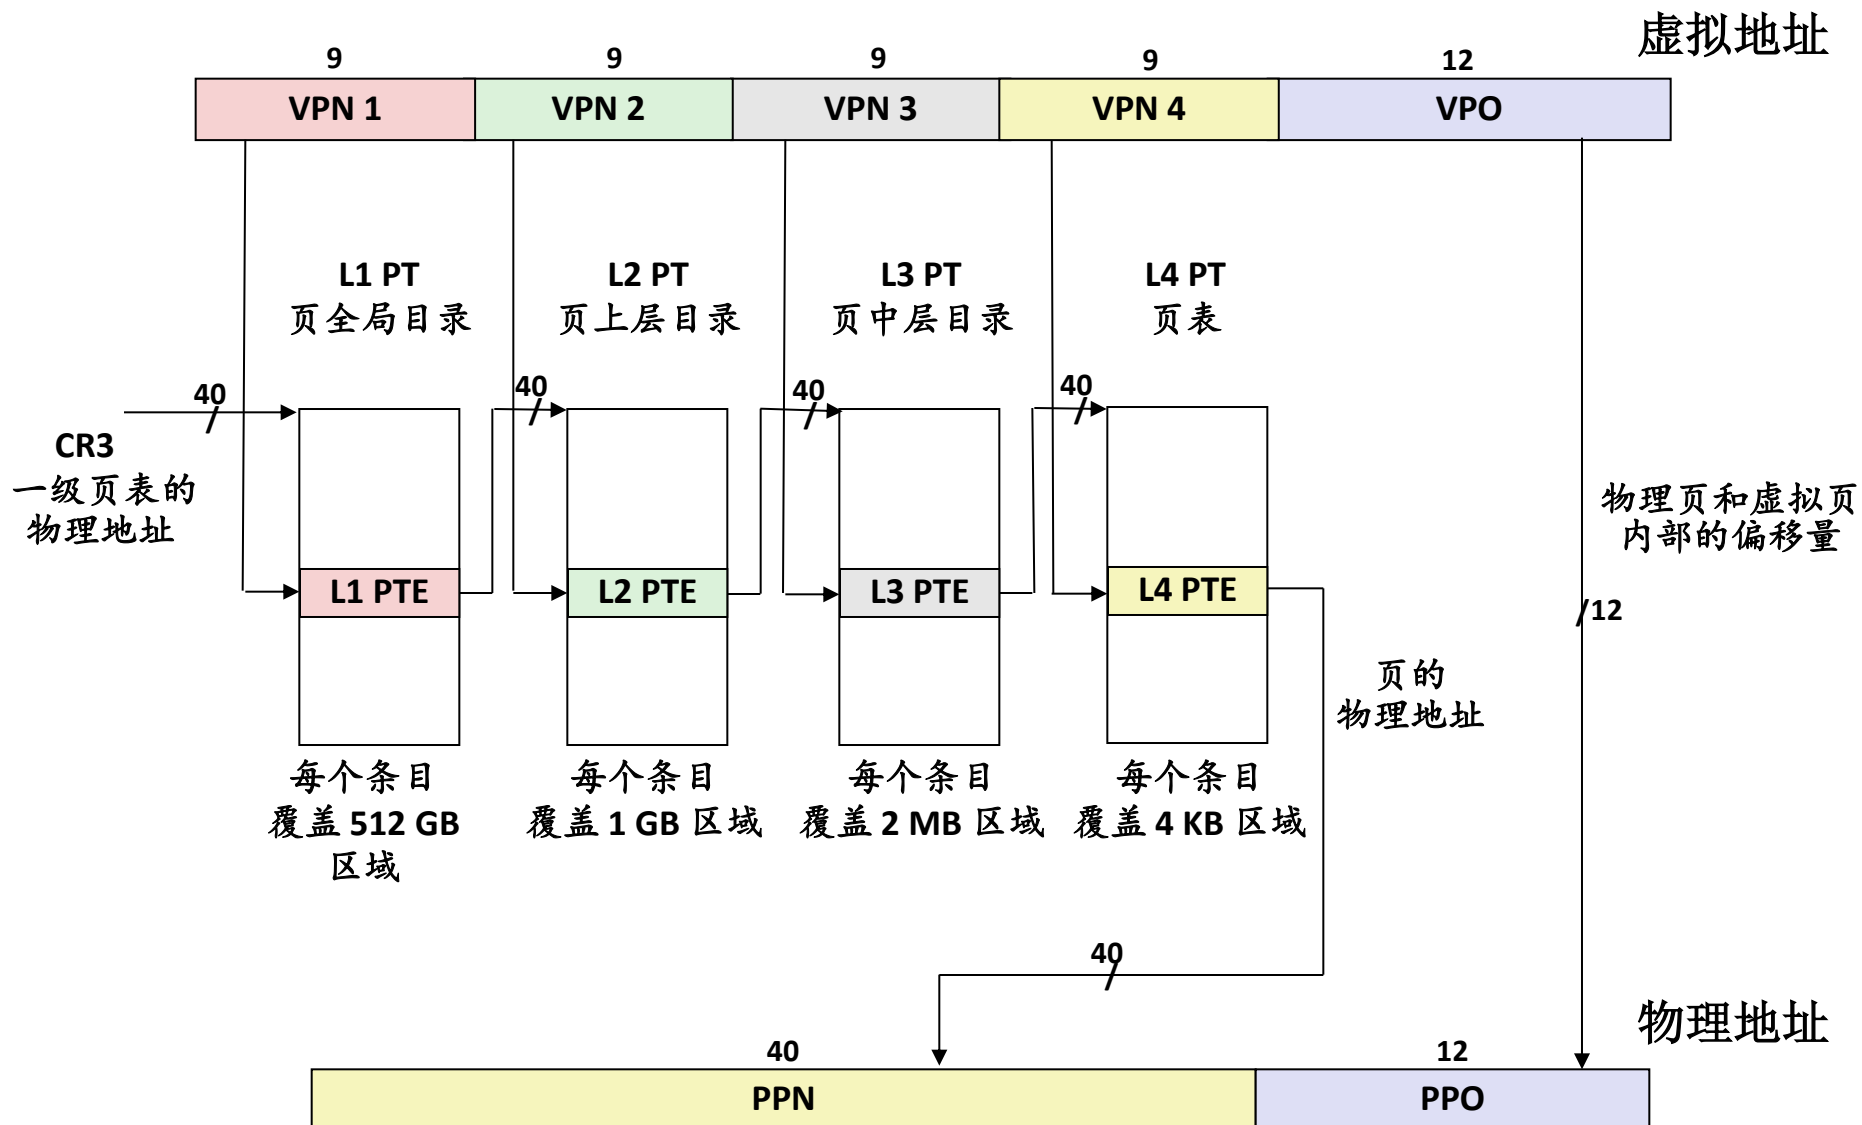 虚拟地址
9
9
9
9
12
VPN 1
VPN 2
VPN 3
VPN 4
VPO
L1 PT
页全局目录
L2 PT
页上层目录
L3 PT
页中层目录
L4 PT
页表
40
40
40
40
CR3
一级页表的
物理地址
物理页和虚拟页
内部的偏移量
L1 PTE
L2 PTE
L3 PTE
L4 PTE
12
页的
物理地址
每个条目
覆盖 512 GB
区域
每个条目
覆盖 1 GB 区域
每个条目
覆盖 2 MB 区域
每个条目
覆盖 4 KB 区域
40
物理地址
40
12
PPN
PPO